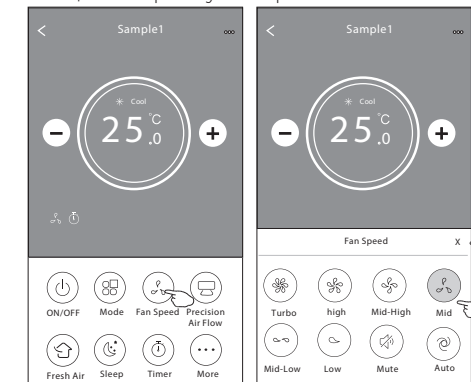 Sample1
Cool
25.0 °C
ON/OFF
Mode
Fan Speed
Precision
Air Flow
Fresh Air
Sleep
Timer
More
Sample1
Cool
25.0 °C
Fan Speed
X
Turbo
high
Mid-High
Mid
Mid-Low
Low
Mute
Auto